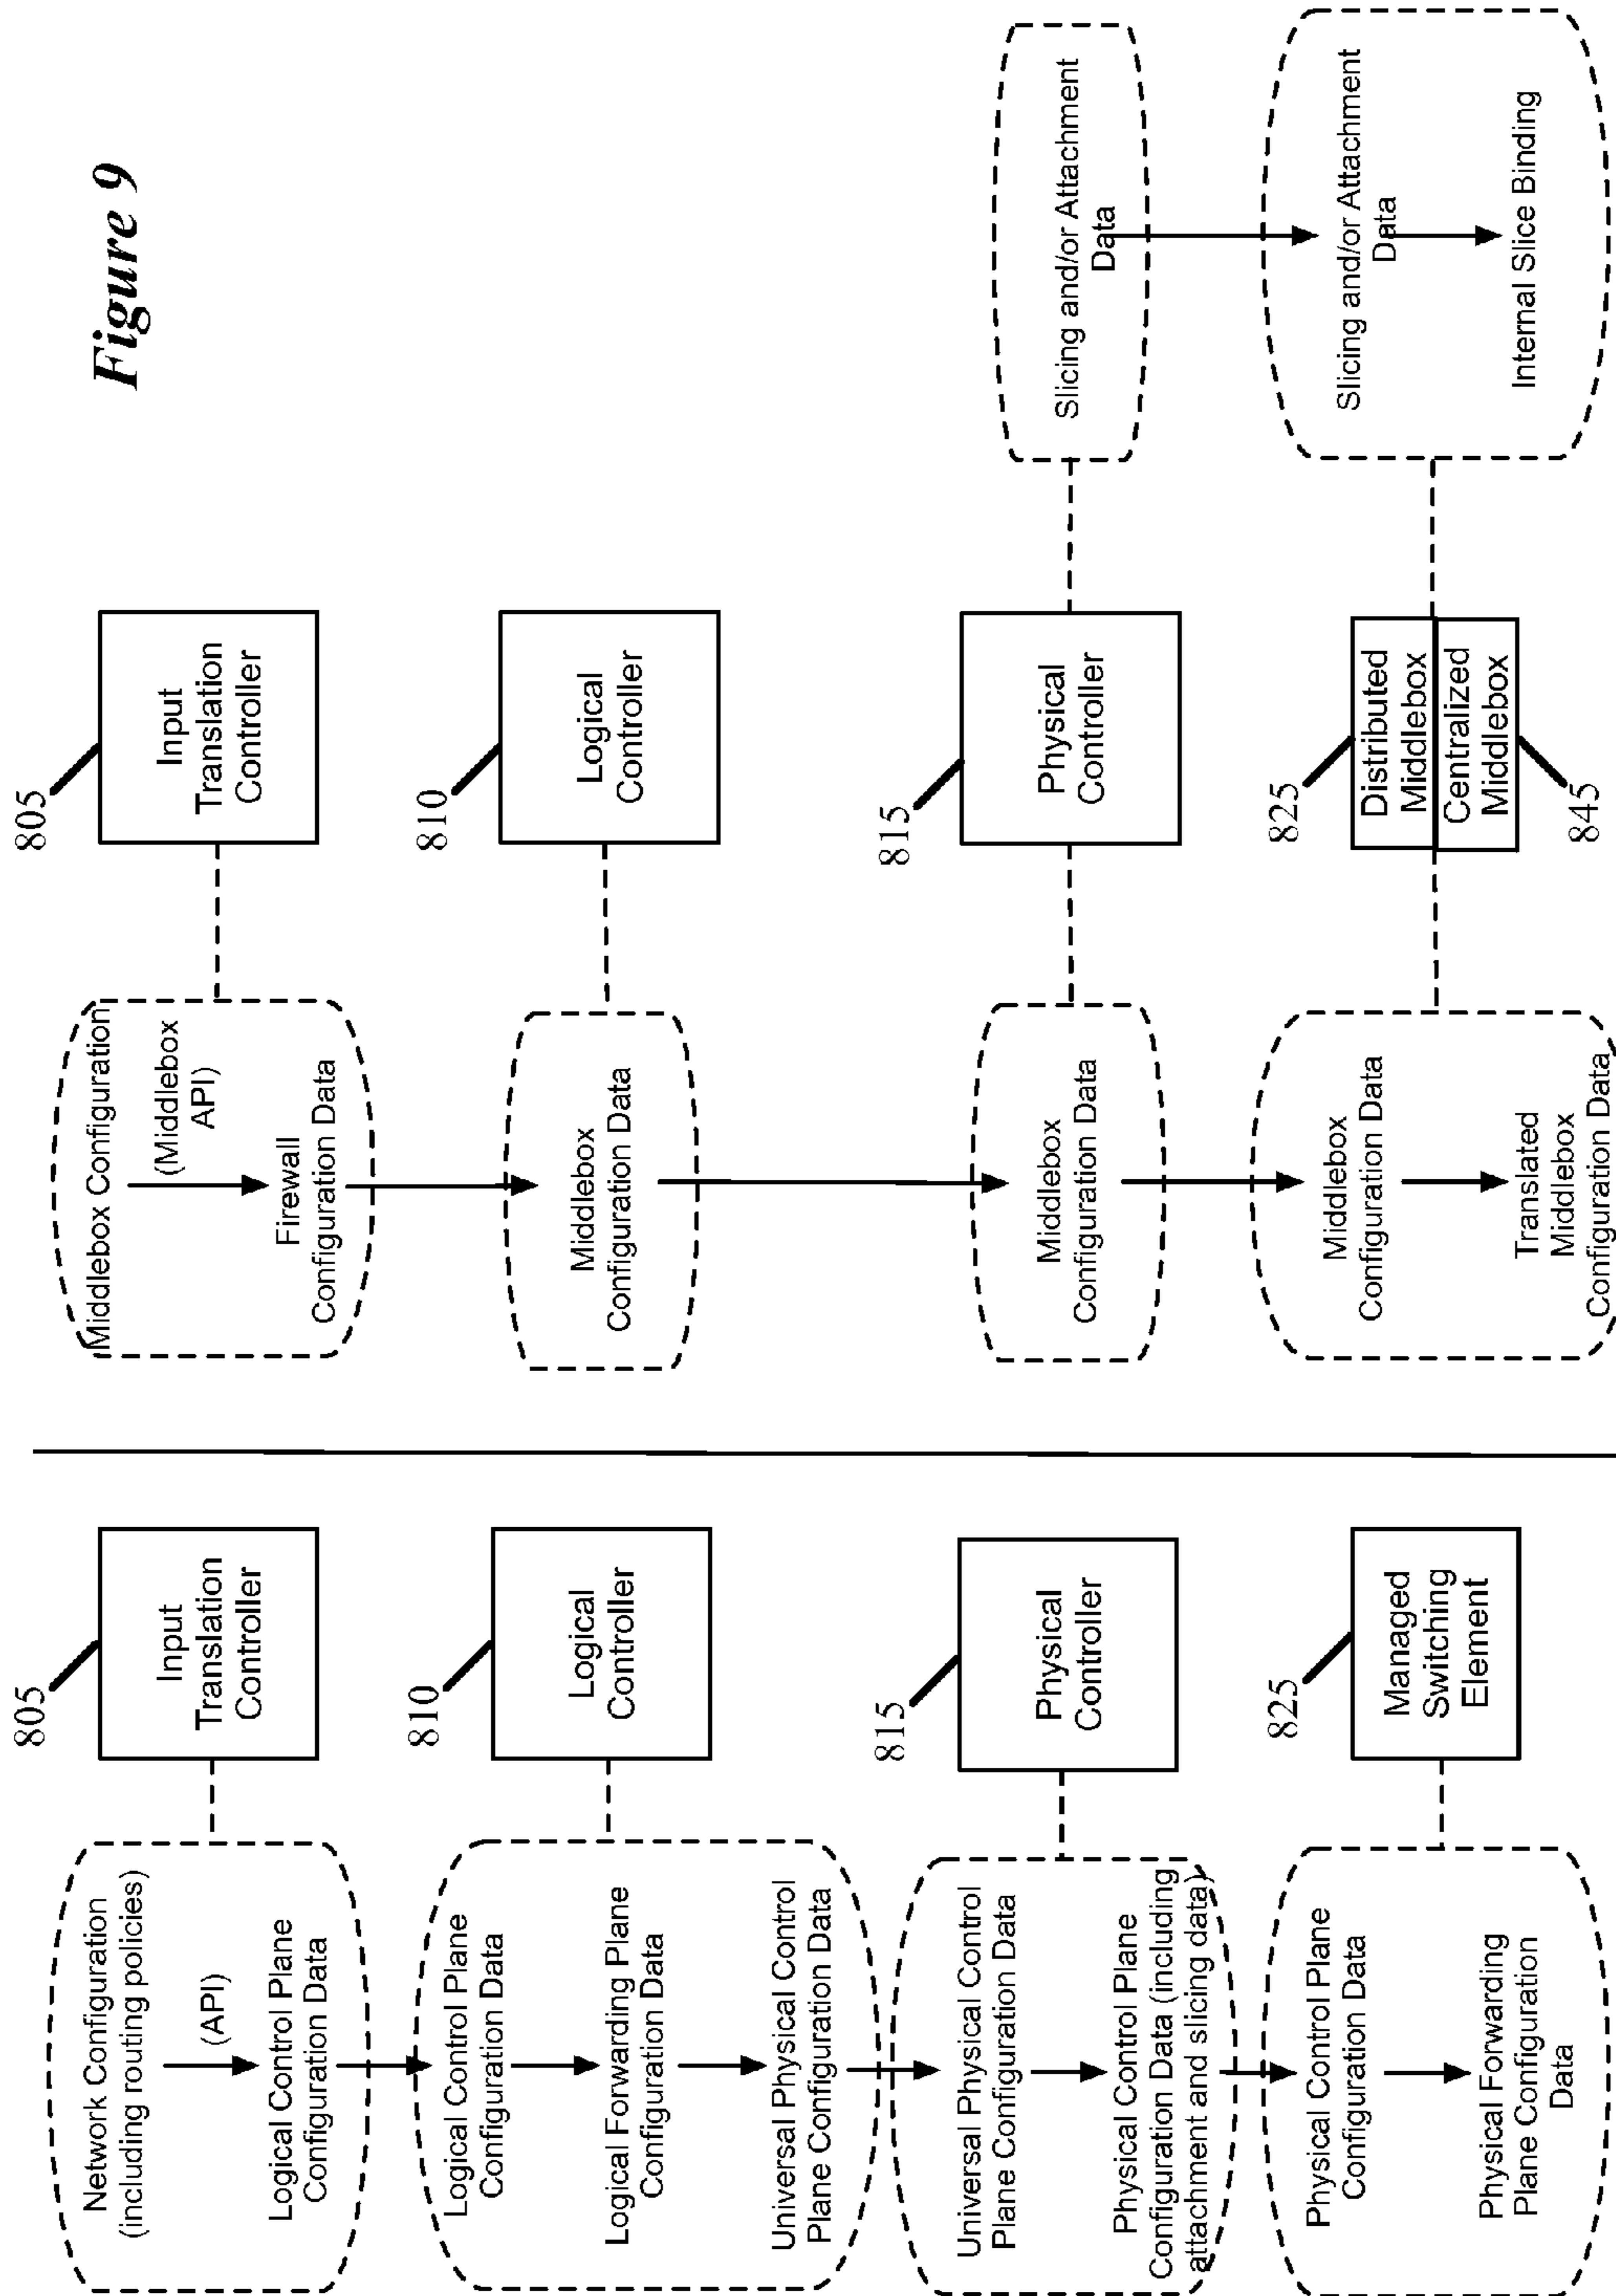 Figure 9
805
Input
Translation
Controller
Network Configuration
(including routing policies)
(API)
Logical Control Plane
Configuration Data
810
Logical
Controller
Logical Control Plane
Configuration Data
Logical Forwarding Plane
Configuration Data
Universal Physical Control
Plane Configuration Data
815
Physical
Controller
Universal Physical Control
Plane Configuration Data
Physical Control Plane
Configuration Data (including
attachment and slicing data)
825
Managed
Switching
Element
Physical Control Plane
Configuration Data
Physical Forwarding
Plane Configuration
Data
805
Input
Translation
Controller
Middlebox Configuration
(Middlebox
API)
Firewall
Configuration Data
810
Logical
Controller
Middlebox
Configuration Data
815
Physical
Controller
Middlebox
Configuration Data
Slicing and/or Attachment
Data
825
Distributed
Middlebox
Centralized
Middlebox
845
Middlebox
Configuration Data
Translated
Middlebox
Configuration Data
Slicing and/or Attachment
Data
Internal Slice Binding